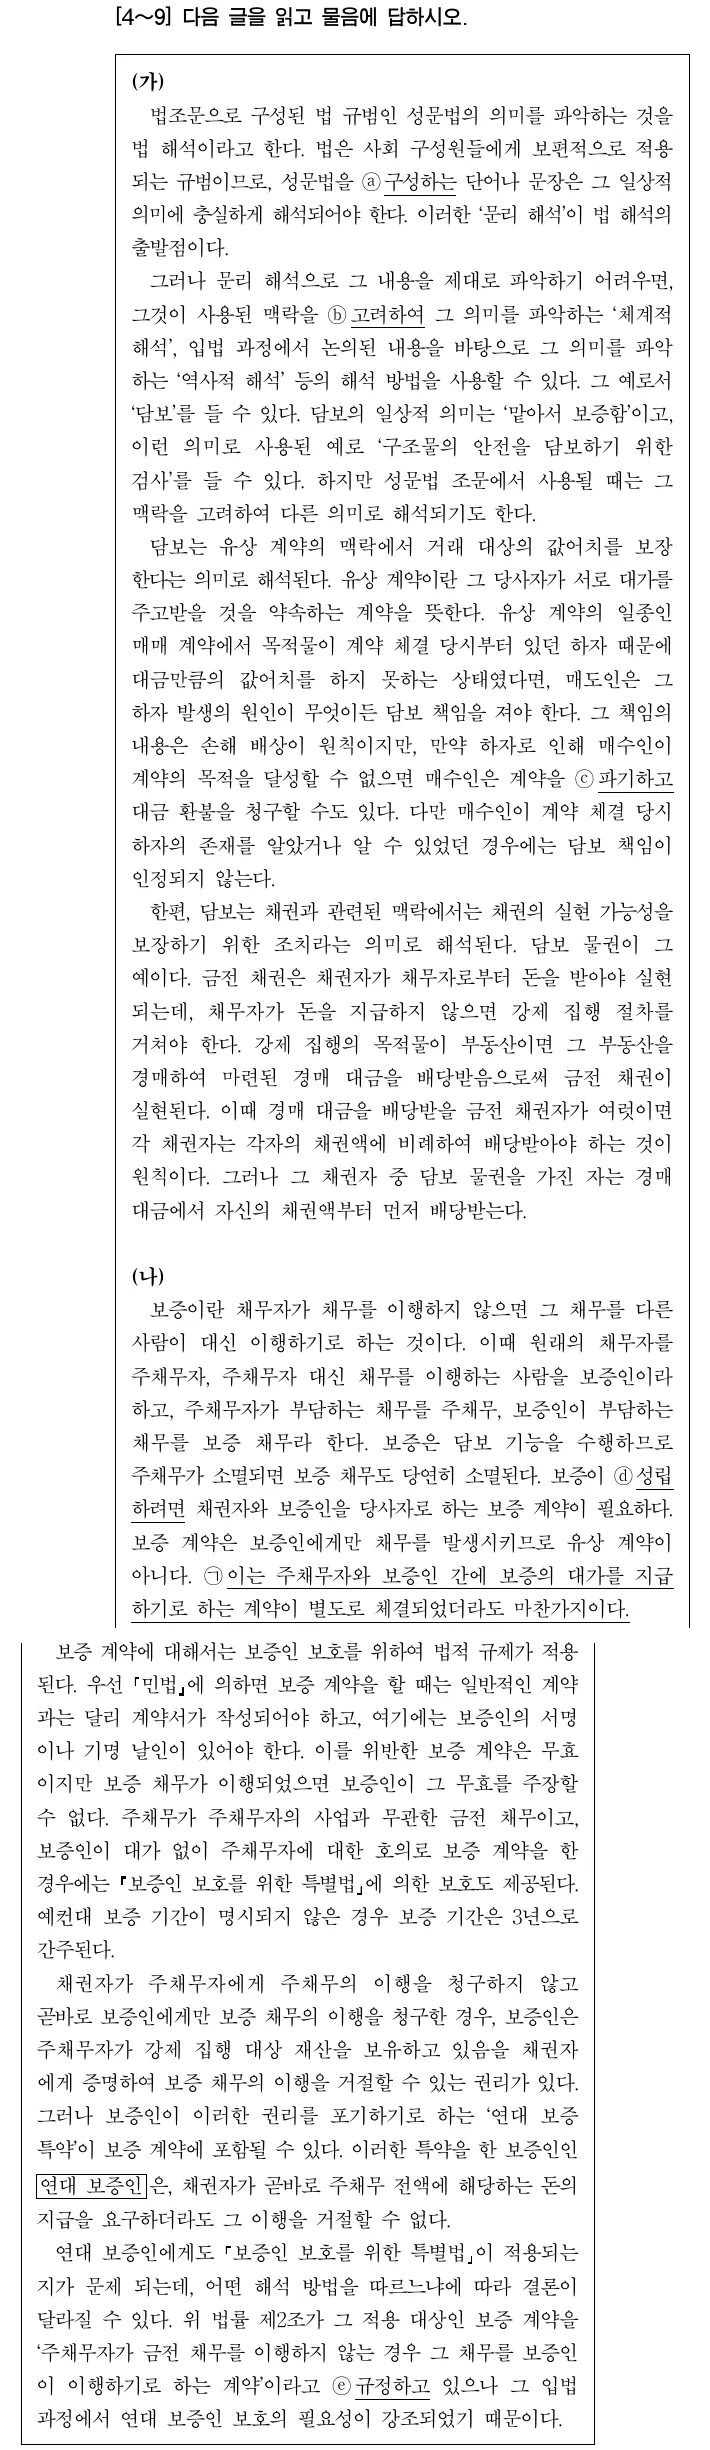 [4~9] 다음 글을 읽고 물음에 답하시오.
(가)
법조문으로 구성된 법 규범인 성문법의 의미를 파악하는 것을
법 해석이라고 한다. 법은 사회 구성원들에게 보편적으로 적용
되는 규범이므로, 성문법을 ⓐ구성하는 단어나 문장은 그 일상적
의미에 충실하게 해석되어야 한다. 이러한 ‘문리 해석’이 법 해석의
출발점이다.
그러나 문리 해석으로 그 내용을 제대로 파악하기 어려우면,
그것이 사용된 맥락을 ⓑ고려하여 그 의미를 파악하는 ‘체계적
해석’, 입법 과정에서 논의된 내용을 바탕으로 그 의미를 파악
하는 ‘역사적 해석’ 등의 해석 방법을 사용할 수 있다. 그 예로서
‘담보’를 들 수 있다. 담보의 일상적 의미는 ‘맡아서 보증함’이고,
이런 의미로 사용된 예로 ‘구조물의 안전을 담보하기 위한
검사’를 들 수 있다. 하지만 성문법 조문에서 사용될 때는 그
맥락을 고려하여 다른 의미로 해석되기도 한다.
담보는 유상 계약의 맥락에서 거래 대상의 값어치를 보장
한다는 의미로 해석된다. 유상 계약이란 그 당사자가 서로 대가를
주고받을 것을 약속하는 계약을 뜻한다. 유상 계약의 일종인
매매 계약에서 목적물이 계약 체결 당시부터 있던 하자 때문에
대금만큼의 값어치를 하지 못하는 상태였다면, 매도인은 그
하자 발생의 원인이 무엇이든 담보 책임을 져야 한다. 그 책임의
내용은 손해 배상이 원칙이지만, 만약 하자로 인해 매수인이
계약의 목적을 달성할 수 없으면 매수인은 계약을 ⓒ파기하고
대금 환불을 청구할 수도 있다. 다만 매수인이 계약 체결 당시
하자의 존재를 알았거나 알 수 있었던 경우에는 담보 책임이
인정되지 않는다.
한편, 담보는 채권과 관련된 맥락에서는 채권의 실현 가능성을
보장하기 위한 조치라는 의미로 해석된다. 담보 물권이 그
예이다. 금전 채권은 채권자가 채무자로부터 돈을 받아야 실현
되는데, 채무자가 돈을 지급하지 않으면 강제 집행 절차를
거쳐야 한다. 강제 집행의 목적물이 부동산이면 그 부동산을
경매하여 마련된 경매 대금을 배당받음으로써 금전 채권이
실현된다. 이때 경매 대금을 배당받을 금전 채권자가 여럿이면
각 채권자는 각자의 채권액에 비례하여 배당받아야 하는 것이
원칙이다. 그러나 그 채권자 중 담보 물권을 가진 자는 경매
대금에서 자신의 채권액부터 먼저 배당받는다.
(나)
보증이란 채무자가 채무를 이행하지 않으면 그 채무를 다른
사람이 대신 이행하기로 하는 것이다. 이때 원래의 채무자를
주채무자, 주채무자 대신 채무를 이행하는 사람을 보증인이라
하고, 주채무자가 부담하는 채무를 주채무, 보증인이 부담하는
채무를 보증 채무라 한다. 보증은 담보 기능을 수행하므로
주채무가 소멸되면 보증 채무도 당연히 소멸된다. 보증이 ⓓ성립
하려면 채권자와 보증인을 당사자로 하는 보증 계약이 필요하다.
보증 계약은 보증인에게만 채무를 발생시키므로 유상 계약이
아니다. ㉠이는 주채무자와 보증인 간에 보증의 대가를 지급
하기로 하는 계약이 별도로 체결되었더라도 마찬가지이다.
보증 계약에 대해서는 보증인 보호를 위하여 법적 규제가 적용
된다. 우선 『민법』에 의하면 보증 계약을 할 때는 일반적인 계약
과는 달리 계약서가 작성되어야 하고, 여기에는 보증인의 서명
이나 기명 날인이 있어야 한다. 이를 위반한 보증 계약은 무효
이지만 보증 채무가 이행되었으면 보증인이 그 무효를 주장할
수 없다. 주채무가 주채무자의 사업과 무관한 금전 채무이고,
보증인이 대가 없이 주채무자에 대한 호의로 보증 계약을 한
경우에는 『보증인 보호를 위한 특별법』에 의한 보호도 제공된다.
예컨대 보증 기간이 명시되지 않은 경우 보증 기간은 3년으로
간주된다.
채권자가 주채무자에게 주채무의 이행을 청구하지 않고
곧바로 보증인에게만 보증 채무의 이행을 청구한 경우, 보증인은
주채무자가 강제 집행 대상 재산을 보유하고 있음을 채권자
에게 증명하여 보증 채무의 이행을 거절할 수 있는 권리가 있다.
그러나 보증인이 이러한 권리를 포기하기로 하는 ‘연대 보증
특약’이 보증 계약에 포함될 수 있다. 이러한 특약을 한 보증인인
연대 보증인은, 채권자가 곧바로 주채무 전액에 해당하는 돈의
지급을 요구하더라도 그 이행을 거절할 수 없다.
연대 보증인에게도 『보증인 보호를 위한 특별법』이 적용되는
지가 문제 되는데, 어떤 해석 방법을 따르느냐에 따라 결론이
달라질 수 있다. 위 법률 제2조가 그 적용 대상인 보증 계약을
‘주채무자가 금전 채무를 이행하지 않는 경우 그 채무를 보증인
이 이행하기로 하는 계약’이라고 ⓔ규정하고 있으나 그 입법
과정에서 연대 보증인 보호의 필요성이 강조되었기 때문이다.